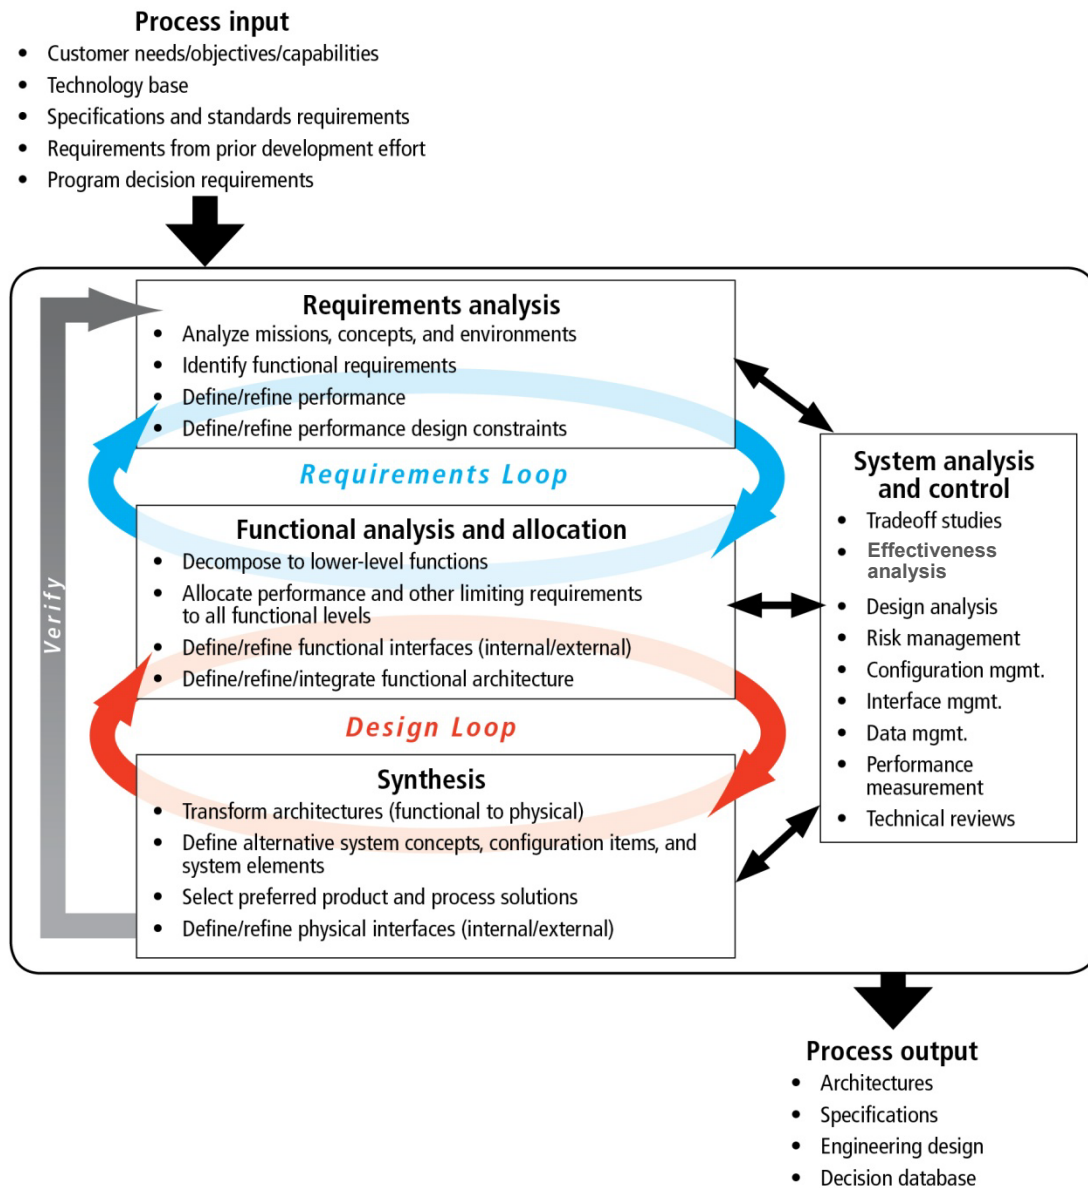 Process input
• Customer needs/objectives/capabilities
• Technology base
• Specifications and standards requirements
• Requirements from prior development effort
• Program decision requirements
Requirements analysis
• Analyze missions, concepts, and environments
• Identify functional requirements
• Define/refine performance
• Define/refine performance design constraints
Requirements Loop
Functional analysis and allocation
• Decompose to lower-level functions
• Allocate performance and other limiting requirements
to all functional levels
• Define/refine functional interfaces (internal/external)
• Define/refine/integrate functional architecture
Design Loop
Synthesis
• Transform architectures (functional to physical)
• Define alternative system concepts, configuration items, and
system elements
• Select preferred product and process solutions
• Define/refine physical interfaces (internal/external)
Verify
System analysis
and control
• Tradeoff studies
• Effectiveness
analysis
• Design analysis
• Risk management
• Configuration mgmt.
• Interface mgmt.
• Data mgmt.
• Performance
measurement
• Technical reviews
Process output
• Architectures
• Specifications
• Engineering design
• Decision database